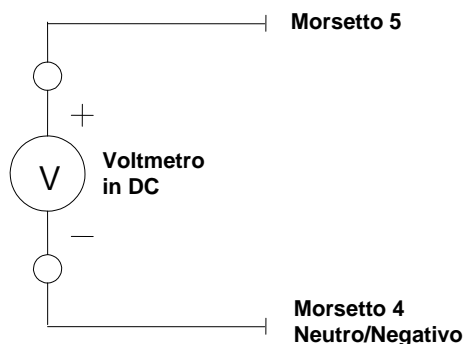 Morsetto 5
+
V
Voltmetro
in DC
—
Morsetto 4
Neutro/Negativo